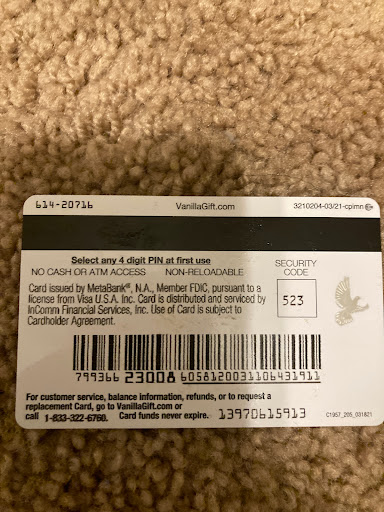 614-20716 VanillaGift.com 3210204-03/21-cpimn
Select any 4 digit PIN at first use
NO CASH OR ATM ACCESS NON-RELOADABLE
SECURITY
CODE
523
Card issued by MetaBank®, N.A., Member FDIC, pursuant to a
license from Visa U.S.A. Inc. Card is distributed and serviced by
InComm Financial Services, Inc. Use of Card is subject to
Cardholder Agreement.
799366 23008 6058120031106431911
For customer service, balance information, refunds, or to request a
replacement Card, go to VanillaGift.com or
call 1-833-322-6760. Card funds never expire. 13970615913
C1957_205_031821